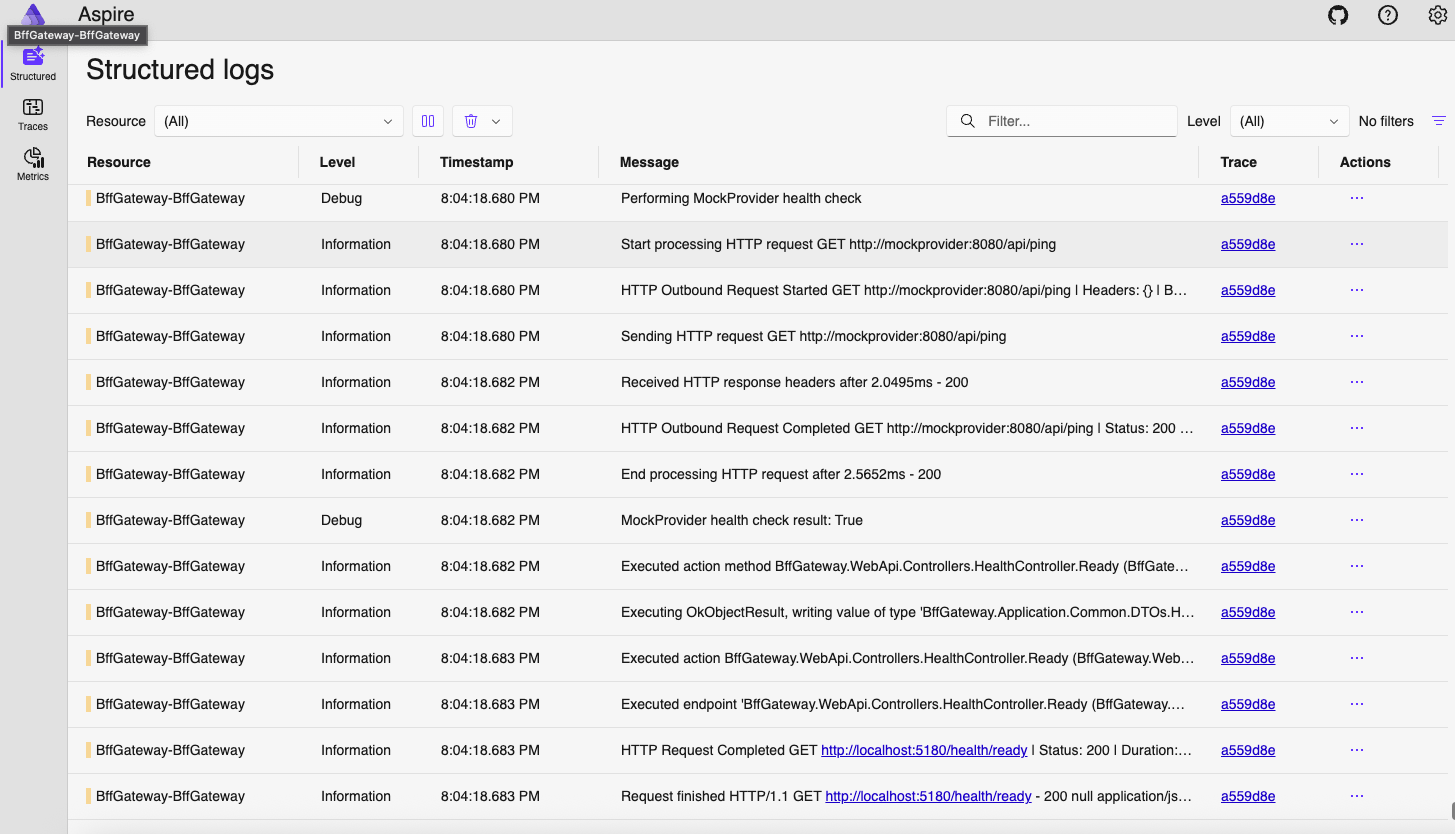 Aspire
BffGateway-BffGateway
Structured
Traces
Metrics
Structured logs
Resource (All) Filter... Level (All) No filters
Resource Level Timestamp Message Trace Actions
BffGateway-BffGateway Debug 8:04:18.680 PM Performing MockProvider health check a559d8e ...
BffGateway-BffGateway Information 8:04:18.680 PM Start processing HTTP request GET http://mockprovider:8080/api/ping a559d8e ...
BffGateway-BffGateway Information 8:04:18.680 PM HTTP Outbound Request Started GET http://mockprovider:8080/api/ping | Headers: {} | B... a559d8e ...
BffGateway-BffGateway Information 8:04:18.680 PM Sending HTTP request GET http://mockprovider:8080/api/ping a559d8e ...
BffGateway-BffGateway Information 8:04:18.682 PM Received HTTP response headers after 2.0495ms - 200 a559d8e ...
BffGateway-BffGateway Information 8:04:18.682 PM HTTP Outbound Request Completed GET http://mockprovider:8080/api/ping | Status: 200 ... a559d8e ...
BffGateway-BffGateway Information 8:04:18.682 PM End processing HTTP request after 2.5652ms - 200 a559d8e ...
BffGateway-BffGateway Debug 8:04:18.682 PM MockProvider health check result: True a559d8e ...
BffGateway-BffGateway Information 8:04:18.682 PM Executed action method BffGateway.WebApi.Controllers.HealthController.Ready (BffGate... a559d8e ...
BffGateway-BffGateway Information 8:04:18.682 PM Executing OkObjectResult, writing value of type 'BffGateway.Application.Common.DTOs.H... a559d8e ...
BffGateway-BffGateway Information 8:04:18.683 PM Executed action BffGateway.WebApi.Controllers.HealthController.Ready (BffGateway.Web... a559d8e ...
BffGateway-BffGateway Information 8:04:18.683 PM Executed endpoint 'BffGateway.WebApi.Controllers.HealthController.Ready (BffGateway.... a559d8e ...
BffGateway-BffGateway Information 8:04:18.683 PM HTTP Request Completed GET http://localhost:5180/health/ready | Status: 200 | Duration:... a559d8e ...
BffGateway-BffGateway Information 8:04:18.683 PM Request finished HTTP/1.1 GET http://localhost:5180/health/ready - 200 null application/js... a559d8e ...